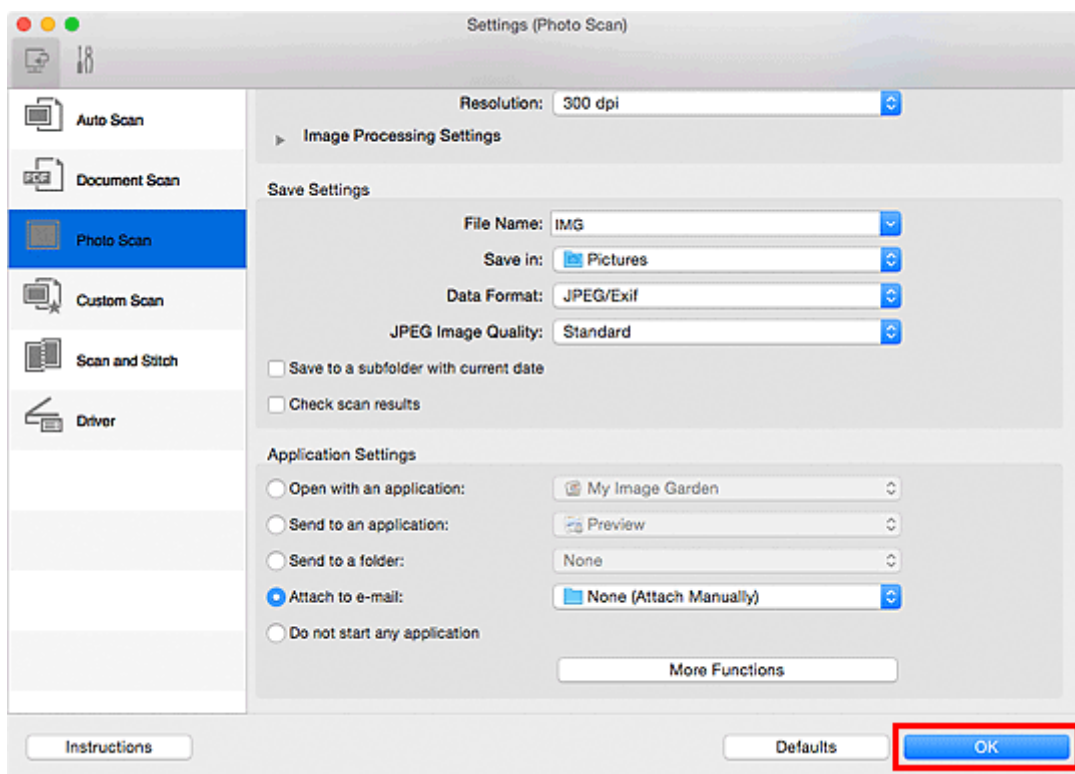 Settings (Photo Scan)
Auto Scan
Document Scan
Photo Scan
Custom Scan
Scan and Stitch
Driver
Resolution: 300 dpi
Image Processing Settings
Save Settings
File Name: IMG
Save in: Pictures
Data Format: JPEG/Exif
JPEG Image Quality: Standard
Save to a subfolder with current date
Check scan results
Application Settings
Open with an application: My Image Garden
Send to an application: Preview
Send to a folder: None
Attach to e-mail: None (Attach Manually)
Do not start any application
More Functions
Instructions
Defaults
OK